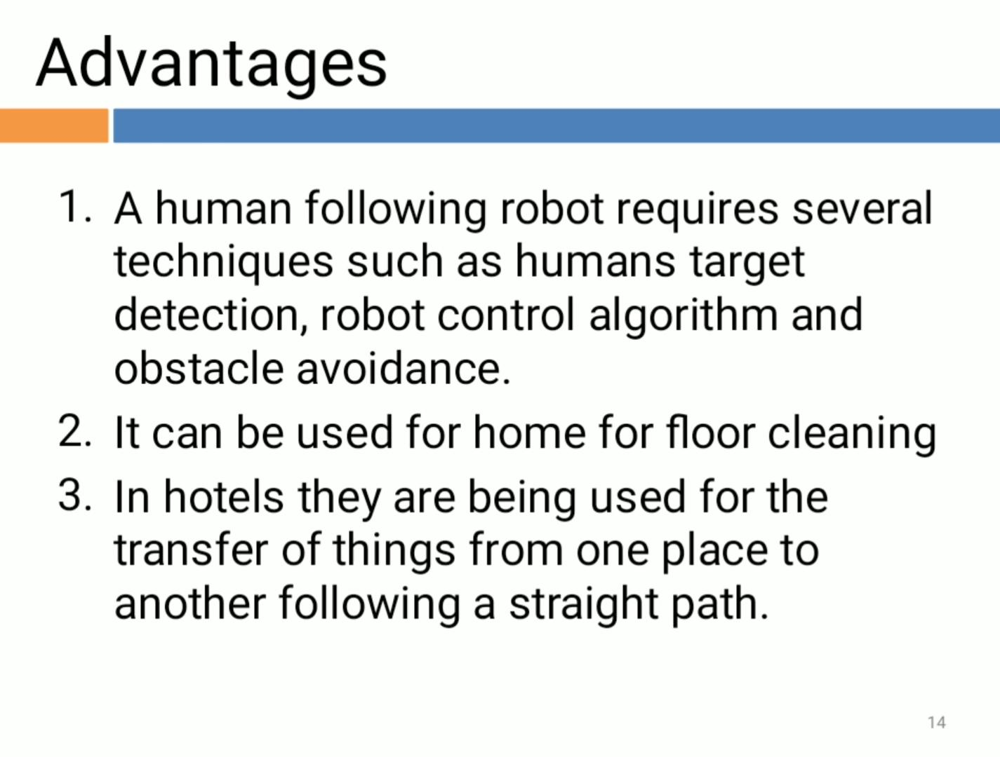 Advantages
1. A human following robot requires several
techniques such as humans target
detection, robot control algorithm and
obstacle avoidance.
2. It can be used for home for floor cleaning
3. In hotels they are being used for the
transfer of things from one place to
another following a straight path.
14